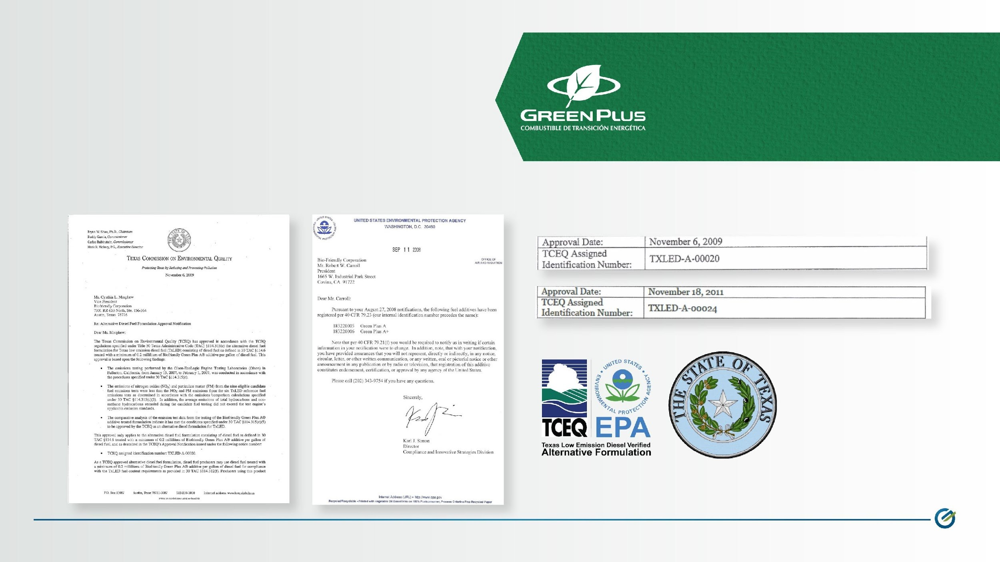 GREEN PLUS
COMBUSTIBLE DE TRANSICIÓN ENERGÉTICA
Bryan W. Shaw, Ph.D., Chairman
Buddy Garcia, Commissioner
Carlos Rubinstein, Commissioner
Mark R. Vickery, P.G., Executive Director
THE STATE OF TEXAS
TEXAS COMMISSION ON ENVIRONMENTAL QUALITY
Protecting Texas by Reducing and Preventing Pollution
November 6, 2009
Ms. Cynthia L. Morphew
Vice President
Biofriendly Corporation
7301 RR 620 North, Ste. 156-364
Austin, Texas 78726
Re: Alternative Diesel Fuel Formulation Approval Notification
Dear Ms. Morphew:
The Texas Commission on Environmental Quality (TCEQ) has approved in accordance with the TCEQ
regulations specified under Title 30 Texas Administrative Code (TAC) §114.315(c) the alternative diesel fuel
formulation for Texas low emission diesel fuel (TxLED) consisting of diesel fuel as defined in 30 TAC §114.6
treated with a minimum of 0.2 milliliters of Biofriendly Green Plus A® additive per gallon of diesel fuel. This
approval is based upon the following findings:
• The emissions testing performed by the Olson-EcoLogic Engine Testing Laboratories (Olson) in
Fullerton, California, from January 15, 2007, to February 1, 2007, was conducted in accordance with
the procedures specified under 30 TAC §114.315(c).
• The emissions of nitrogen oxides (NOx) and particulate matter (PM) from the nine eligible candidate
fuel emissions tests were less than the NOx and PM emissions from the six TxLED reference fuel
emissions tests as determined in accordance with the emissions comparison calculations specified
under 30 TAC §114.315(c)(5). In addition, the average emissions of total hydrocarbons and non-
methane hydrocarbons recorded during the candidate fuel testing did not exceed the test engine's
applicable emission standards.
• The comparative analysis of the emission test data from the testing of the Biofriendly Green Plus A®
additive treated formulation indicate it has met the conditions specified under 30 TAC §114.315(c)(5)
to be approved by the TCEQ as an alternative diesel formulation for TxLED.
This approval only applies to the alternative diesel fuel formulation consisting of diesel fuel as defined in 30
TAC §114.6 treated with a minimum of 0.2 milliliters of Biofriendly Green Plus A® additive per gallon of
diesel fuel, and as described in the TCEQ's Approval Notification issued under the following notice number:
• TCEQ assigned identification number: TXLED-A-00020.
As a TCEQ approved alternative diesel fuel formulation, diesel fuel producers may use diesel fuel treated with
a minimum of 0.2 milliliters of Biofriendly Green Plus A® additive per gallon of diesel fuel for compliance
with the TxLED fuel content requirements as provided in 30 TAC §114.312(f). Producers using this product
P.O. Box 13087 Austin, Texas 78711-3087 512-239-1000 Internet address: www.tceq.state.tx.us
printed on recycled paper using soy-based ink
UNITED STATES ENVIRONMENTAL PROTECTION AGENCY
UNITED STATES ENVIRONMENTAL PROTECTION AGENCY
WASHINGTON, D.C. 20460
SEP 11 2008
OFFICE OF
AIR AND RADIATION
Bio-Friendly Corporation
Mr. Robert W. Carroll
President
1665 W. Industrial Park Street
Covina, CA 91722
Dear Mr. Carroll:
Pursuant to your August 27, 2008 notifications, the following fuel additives have been
registered per 40 CFR 79.23 (our internal identification number precedes the name):
183220005 Green Plus A
183220006 Green Plus A+
Note that per 40 CFR 79.21(f) you would be required to notify us in writing if certain
information in your notification were to change. In addition, note, that with your notification,
you have provided assurances that you will not represent, directly or indirectly, in any notice,
circular, letter, or other written communication, or any written, oral or pictorial notice or other
announcement in any publication or by radio or television, that registration of this additive
constitutes endorsement, certification, or approval by any agency of the United States.
Please call (202) 343-9754 if you have any questions.
Sincerely,
Karl J. Simon
Director
Compliance and Innovative Strategies Division
Internet Address (URL) • http://www.epa.gov
Recycled/Recyclable • Printed with Vegetable Oil Based Inks on 100% Postconsumer, Process Chlorine Free Recycled Paper
Approval Date: November 6, 2009
TCEQ Assigned
Identification Number: TXLED-A-00020
Approval Date: November 18, 2011
TCEQ Assigned
Identification Number: TXLED-A-00024
UNITED STATES ENVIRONMENTAL PROTECTION AGENCY
TCEQ EPA
Texas Low Emission Diesel Verified
Alternative Formulation
THE STATE OF TEXAS